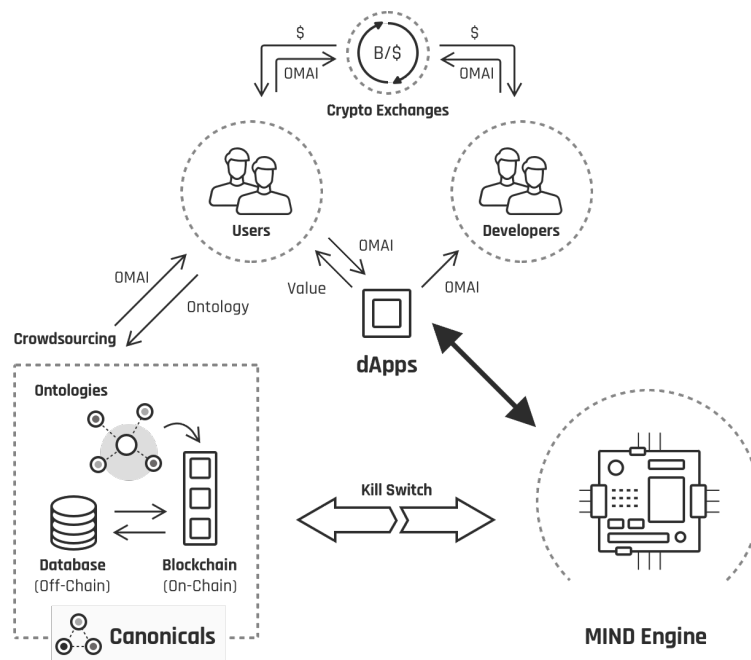 $
$
B/$
OMAI
OMAI
Crypto Exchanges
Users
Developers
OMAI
OMAI
Value
OMAI
Ontology
Crowdsourcing
dApps
Ontologies
Kill Switch
Database
(Off-Chain)
Blockchain
(On-Chain)
Canonicals
MIND Engine